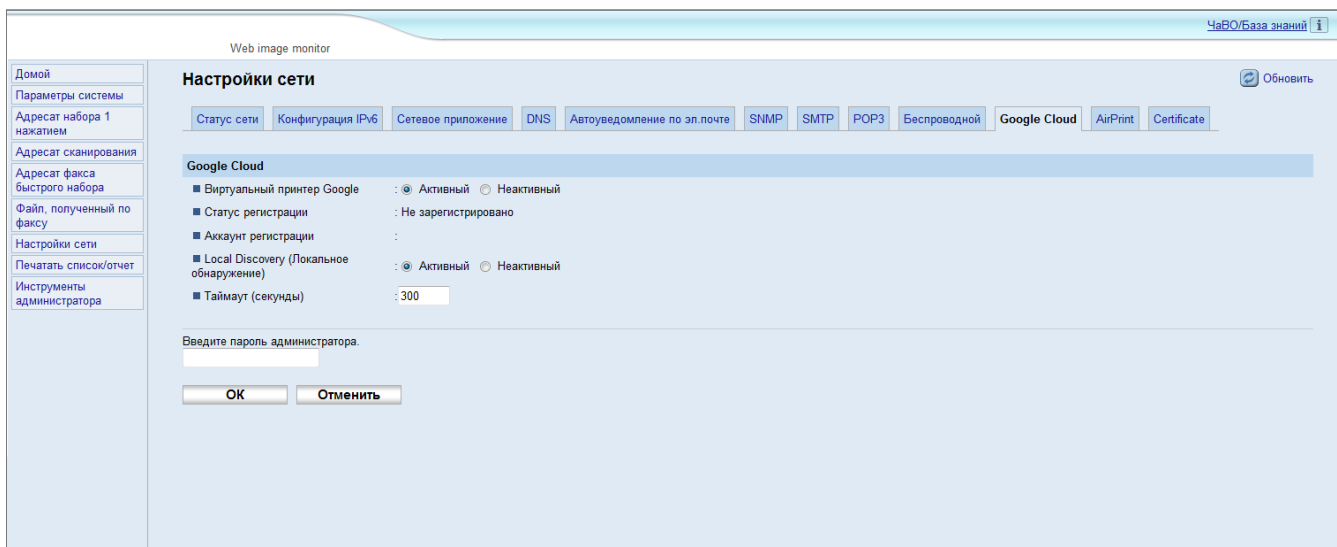 ЧаВО/База знаний
Web image monitor
Домой
Параметры системы
Адресат набора 1
нажатием
Адресат сканирования
Адресат факса
быстрого набора
Файл, полученный по
факсу
Настройки сети
Печатать список/отчет
Инструменты
администратора
Настройки сети
Обновить
Статус сети Конфигурация IPv6 Сетевое приложение DNS Автоуведомление по эл.почте SNMP SMTP POP3 Беспроводной Google Cloud AirPrint Certificate
Google Cloud
Виртуальный принтер Google : Активный Неактивный
Статус регистрации : Не зарегистрировано
Аккаунт регистрации :
Local Discovery (Локальное
обнаружение) : Активный Неактивный
Таймаут (секунды) : 300
Введите пароль администратора.
OK Отменить